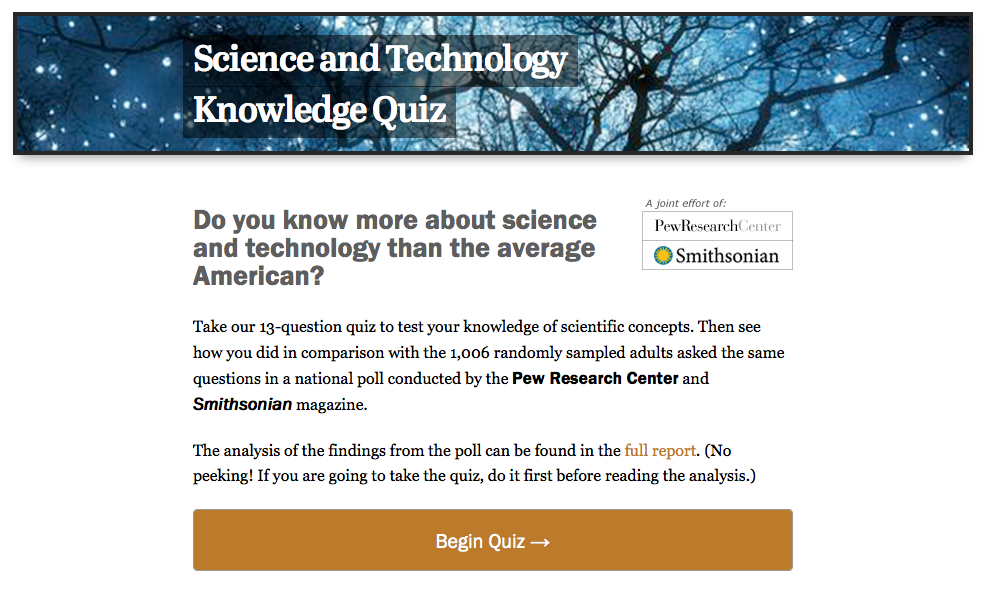 Science and Technology
Knowledge Quiz
Do you know more about science
and technology than the average
American?
A joint effort of:
PewResearchCenter
Smithsonian
Take our 13-question quiz to test your knowledge of scientific concepts. Then see
how you did in comparison with the 1,006 randomly sampled adults asked the same
questions in a national poll conducted by the Pew Research Center and
Smithsonian magazine.
The analysis of the findings from the poll can be found in the full report. (No
peeking! If you are going to take the quiz, do it first before reading the analysis.)
Begin Quiz →